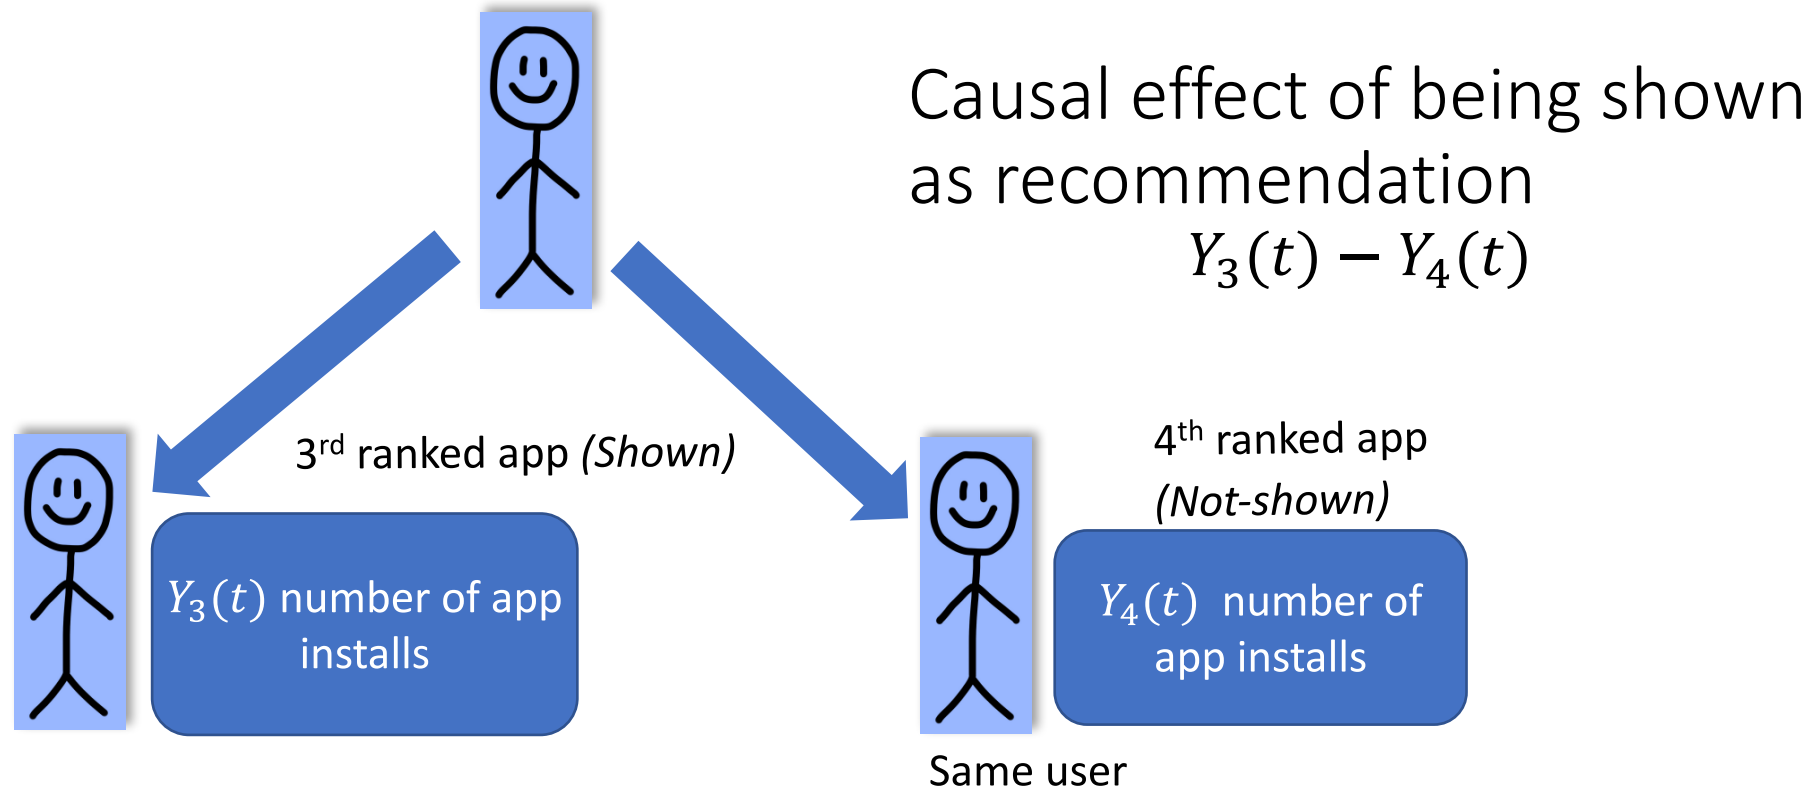 Causal effect of being shown
as recommendation
𝑌₃(𝑡) − 𝑌₄(𝑡)
3rd ranked app (Shown)
𝑌₃(𝑡) number of app
installs
4th ranked app
(Not-shown)
𝑌₄(𝑡) number of
app installs
Same user